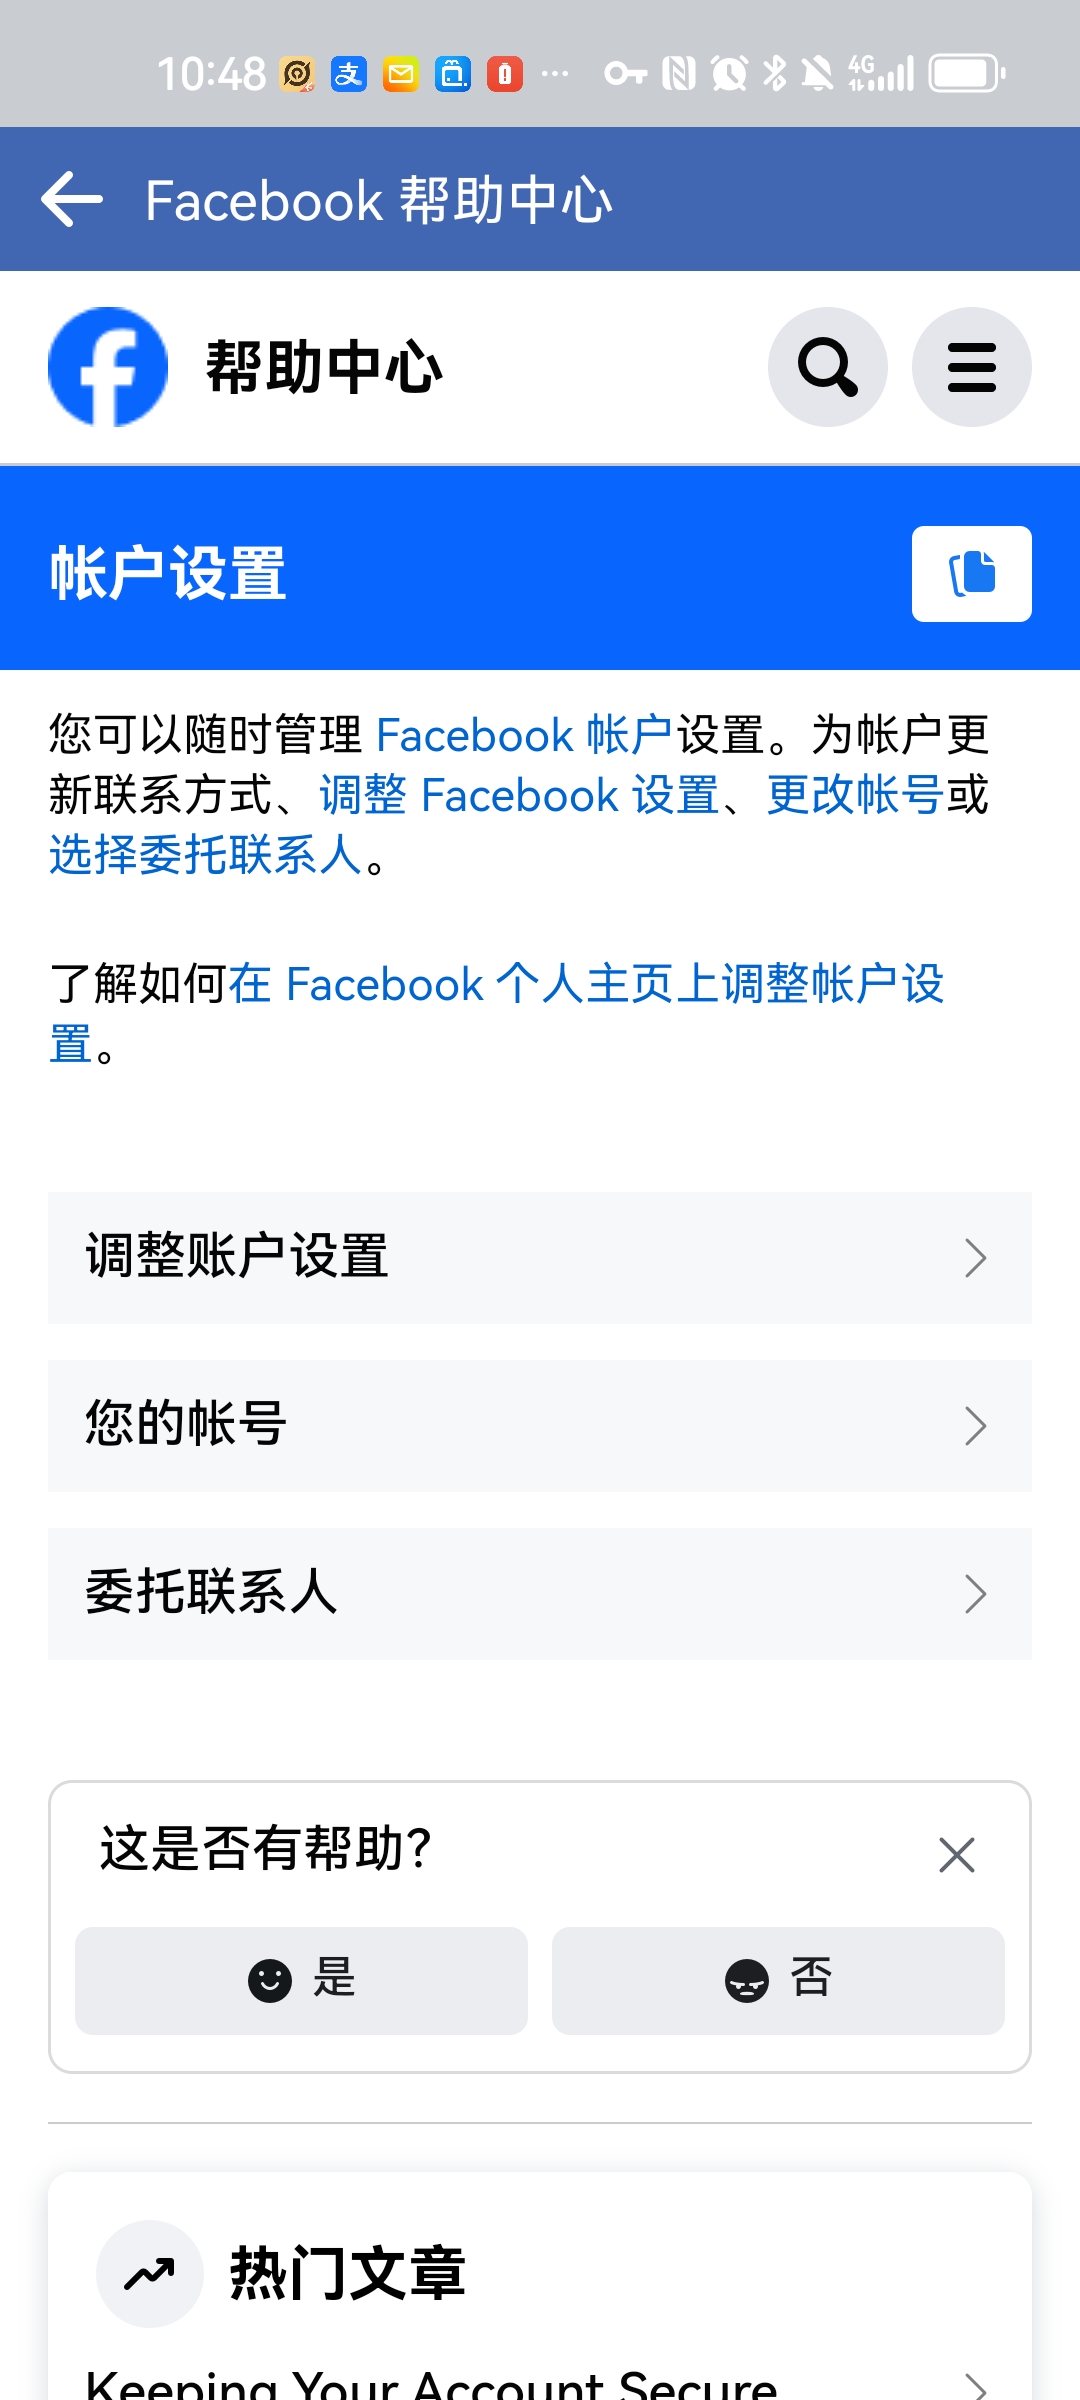 10:48
4G
Facebook 帮助中心
帮助中心
帐户设置
您可以随时管理 Facebook 帐户设置。为帐户更
新联系方式、调整 Facebook 设置、更改帐号或
选择委托联系人。
了解如何在 Facebook 个人主页上调整帐户设
置。
调整账户设置
您的帐号
委托联系人
这是否有帮助?
是
否
热门文章
Keeping Your Account Secure